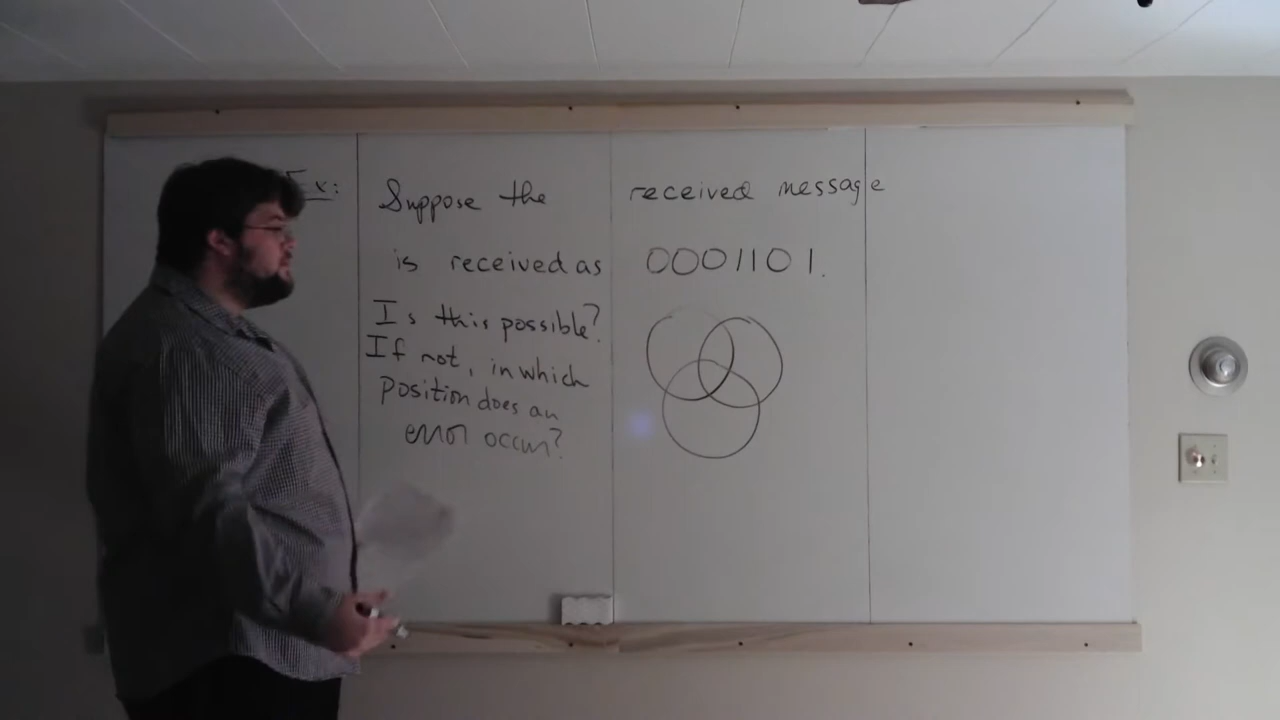 Ex: Suppose the received message
is received as 0001101.
Is this possible?
If not, in which
position does an
error occur?